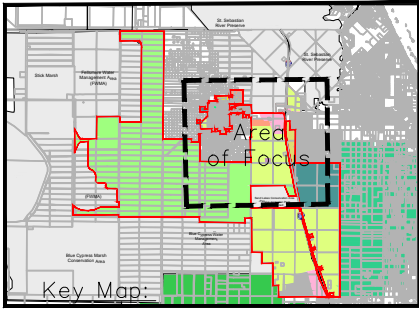 St. Sebastian
River Preserve
St. Sebastian
River Preserve
Stick Marsh
Fellsmere Water
Management Area
(FWMA)
Area
of Focus
(FWMA)
Blue Cypress Water
Management
Area
Blue Cypress Marsh
Conservation Area
Key Map: